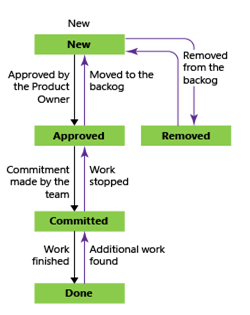 New
New
Removed
from the
backog
Approved by
the Product
Owner
Moved to the
backog
Approved
Removed
Commitment
made by the
team
Work
stopped
Committed
Work
finished
Additional work
found
Done